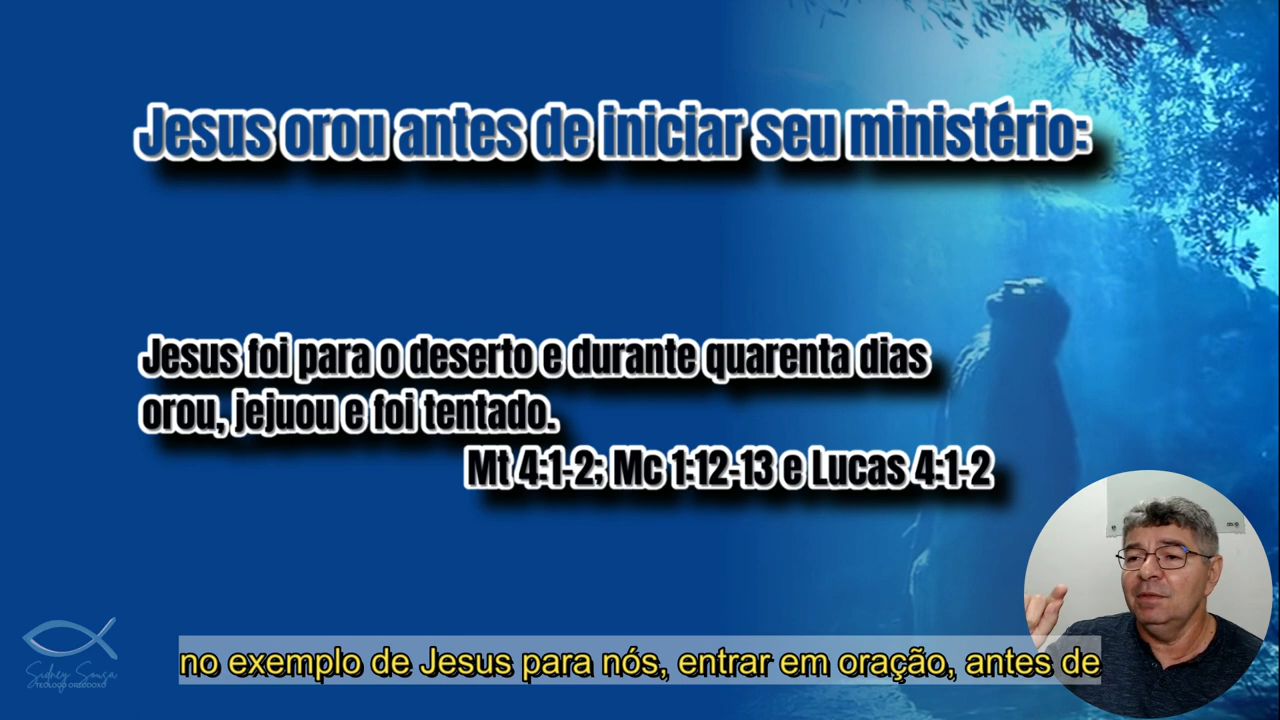 Jesus orou antes de iniciar seu ministério:
Jesus foi para o deserto e durante quarenta dias
orou, jejuou e foi tentado.
Mt 4:1-2; Mc 1:12-13 e Lucas 4:1-2
Sidney Sousa
TEÓLOGO OREODOXO
no exemplo de Jesus para nós, entrar em oração, antes de